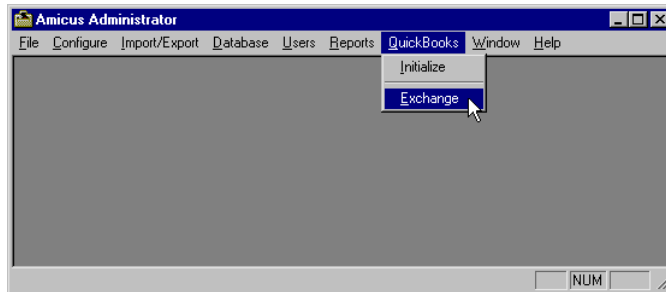 Amicus Administrator
File Configure Import/Export Database Users Reports QuickBooks Window Help
Initialize
Exchange
NUM